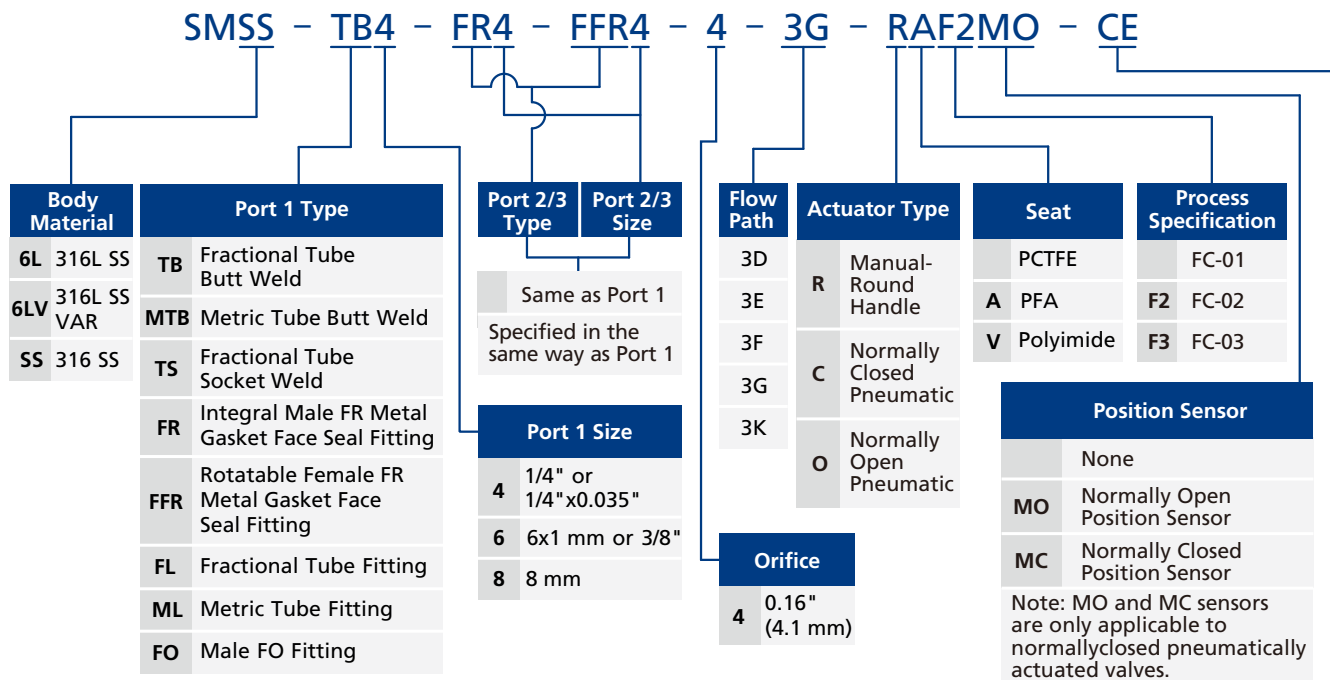 SMSS – TB4 – FR4 – FFR4 – 4 – 3G – RAF2MO – CE
Body
Material
6L 316L SS
6LV 316L SS
VAR
SS 316 SS
Port 1 Type
TB Fractional Tube
Butt Weld
MTB Metric Tube Butt Weld
TS Fractional Tube
Socket Weld
FR Integral Male FR Metal
Gasket Face Seal Fitting
FFR Rotatable Female FR
Metal Gasket Face
Seal Fitting
FL Fractional Tube Fitting
ML Metric Tube Fitting
FO Male FO Fitting
Port 2/3
Type
Port 2/3
Size
Same as Port 1
Specified in the
same way as Port 1
Port 1 Size
4 1/4" or
1/4"x0.035"
6 6x1 mm or 3/8"
8 8 mm
Orifice
4 0.16"
(4.1 mm)
Flow
Path
3D
3E
3F
3G
3K
Actuator Type
R Manual-
Round
Handle
C Normally
Closed
Pneumatic
O Normally
Open
Pneumatic
Seat
PCTFE
A PFA
V Polyimide
Process
Specification
FC-01
F2 FC-02
F3 FC-03
Position Sensor
None
MO Normally Open
Position Sensor
MC Normally Closed
Position Sensor
Note: MO and MC sensors
are only applicable to
normallyclosed pneumatically
actuated valves.